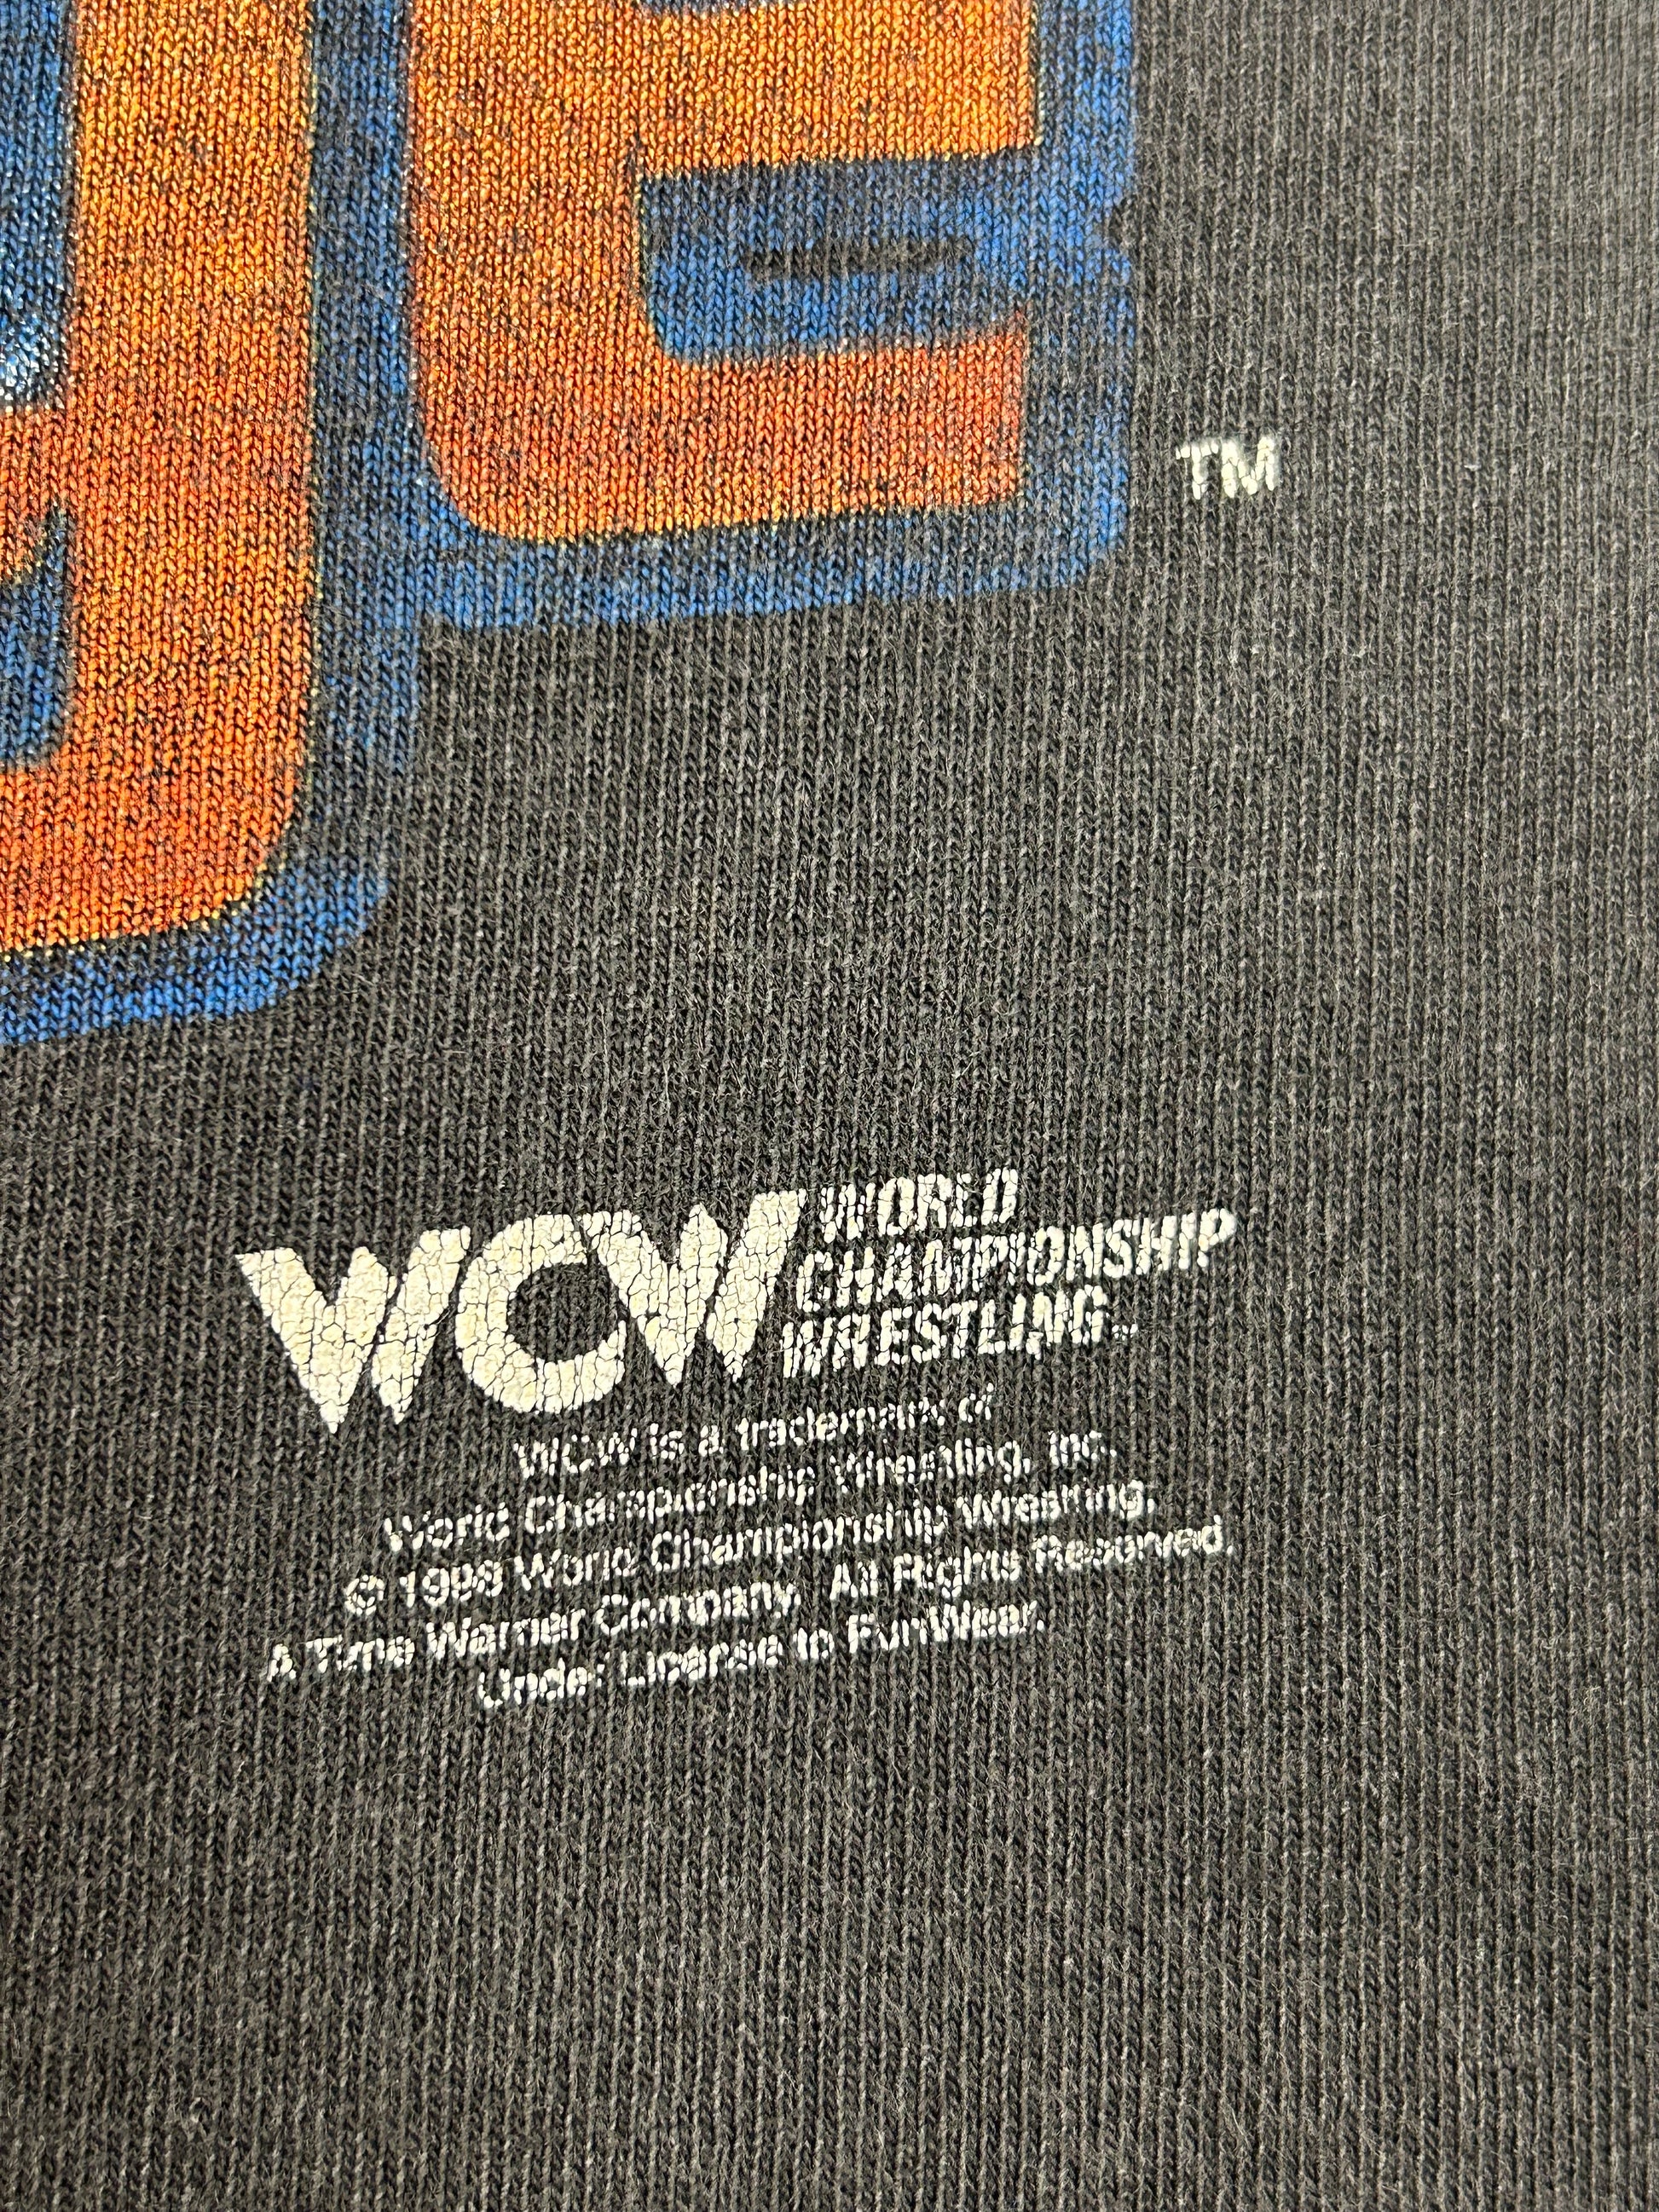 TM
WCW WORLD
CHAMPIONSHIP
WRESTLING
WCW is a trademark of
World Championship Wrestling, Inc.
© 1998 World Championship Wrestling,
A Time Warner Company. All Rights Reserved.
Under License to FunWear.